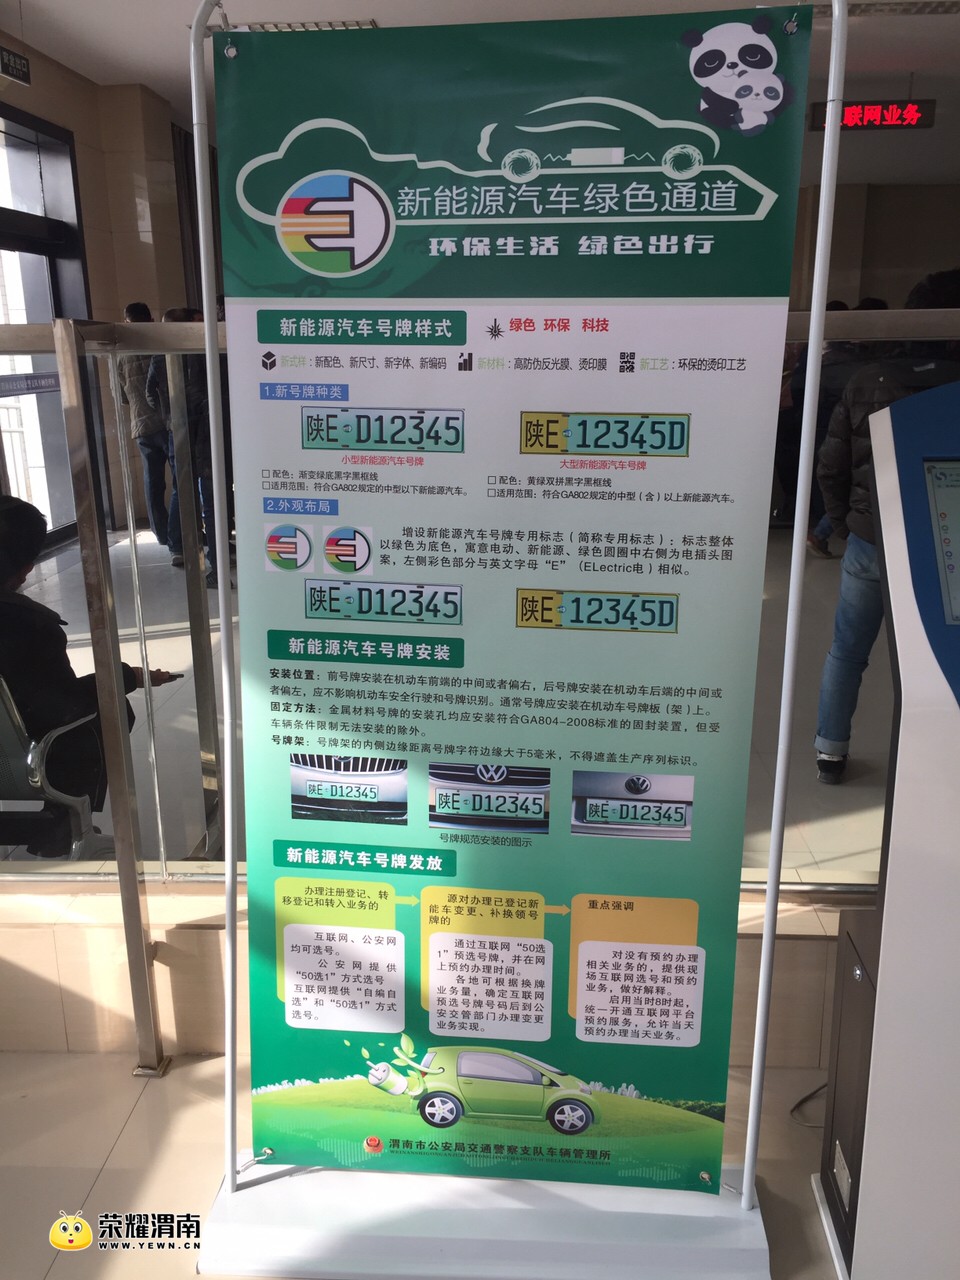 安全出口
EXIT
联网业务
新能源汽车绿色通道
环保生活 绿色出行
新能源汽车号牌样式
绿色 环保 科技
新式样：新配色、新尺寸、新字体、新编码
新材料：高防伪反光膜、烫印膜
新工艺：环保的烫印工艺
1.新号牌种类
陕E D12345
陕E 12345D
小型新能源汽车号牌
大型新能源汽车号牌
□ 配色：渐变绿底黑字黑框线
□ 适用范围：符合GA802规定的中型以下新能源汽车。
□ 配色：黄绿双拼黑字黑框线
□ 适用范围：符合GA802规定的中型（含）以上新能源汽车。
2.外观布局
增设新能源汽车号牌专用标志（简称专用标志）；标志整体
以绿色为底色，寓意电动、新能源、绿色圆圈中右侧为电插头图
案，左侧彩色部分与英文字母“E”（ELectric电）相似。
陕E D12345
陕E 12345D
新能源汽车号牌安装
安装位置：前号牌安装在机动车前端的中间或者偏右，后号牌安装在机动车后端的中间或
者偏左，应不影响机动车安全行驶和号牌识别。通常号牌应安装在机动车号牌板（架）上。
固定方法：金属材料号牌的安装孔均应安装符合GA804-2008标准的固封装置，但受
车辆条件限制无法安装的除外。
号牌架：号牌架的内侧边缘距离号牌字符边缘大于5毫米，不得遮盖生产序列标识。
陕E D12345
陕E D12345
陕E D12345
号牌规范安装的图示
新能源汽车号牌发放
办理注册登记、转
移登记和转入业务的
互联网、公安网
均可选号。
公安网提供
“50选1”方式选号
互联网提供“自编自
选”和“50选1”方式
选号。
源对办理已登记新
能车变更、补换领号
牌的
通过互联网“50选
1”预选号牌，并在网
上预约办理时间。
各地可根据换牌
业务量，确定互联网
预选号牌号码后到公
安交管部门办理变更
业务实现。
重点强调
对没有预约办理
相关业务的，提供现
场互联网选号和预约
业务，做好解释。
启用当时8时起，
统一开通互联网平台
预约服务，允许当天
预约办理当天业务。
渭南市公安局交通警察支队车辆管理所
荣耀渭南
WWW.YEWN.CN